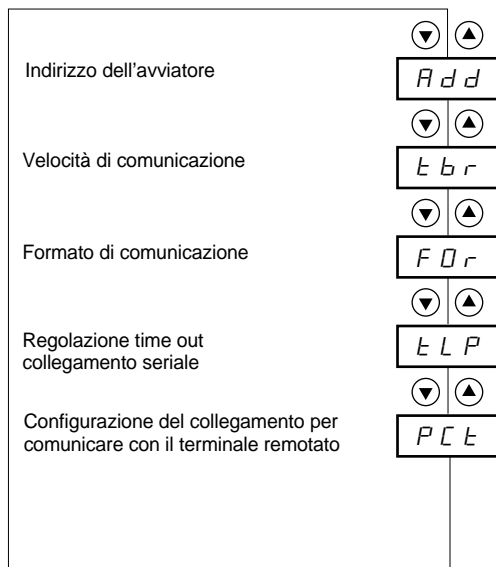 Indirizzo dell'avviatore
Add
Velocità di comunicazione
tbr
Formato di comunicazione
FOr
Regolazione time out
collegamento seriale
tLP
Configurazione del collegamento per
comunicare con il terminale remotato
PCt